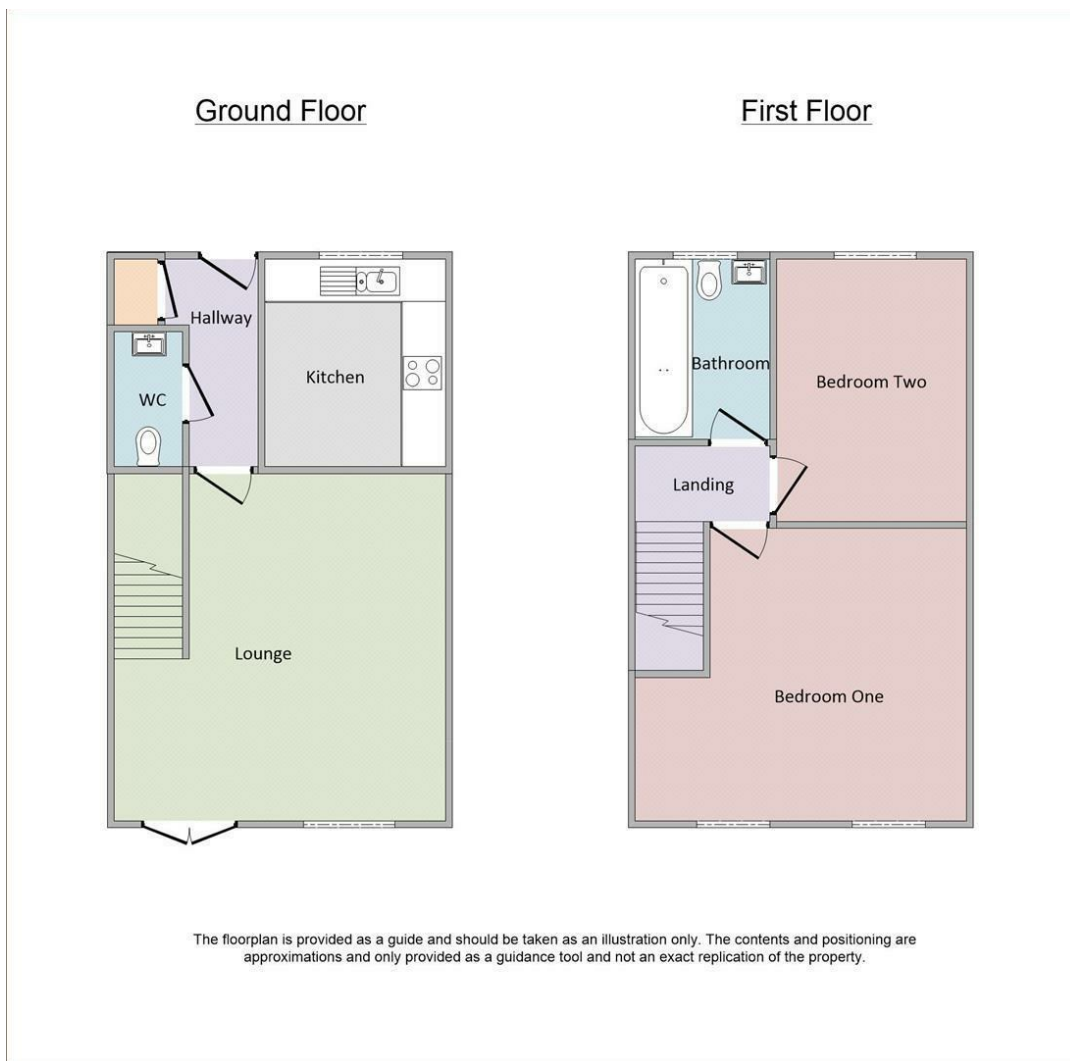 Ground Floor
Hallway
Kitchen
WC
Lounge
First Floor
Bathroom
Bedroom Two
Landing
Bedroom One
The floorplan is provided as a guide and should be taken as an illustration only. The contents and positioning are
approximations and only provided as a guidance tool and not an exact replication of the property.